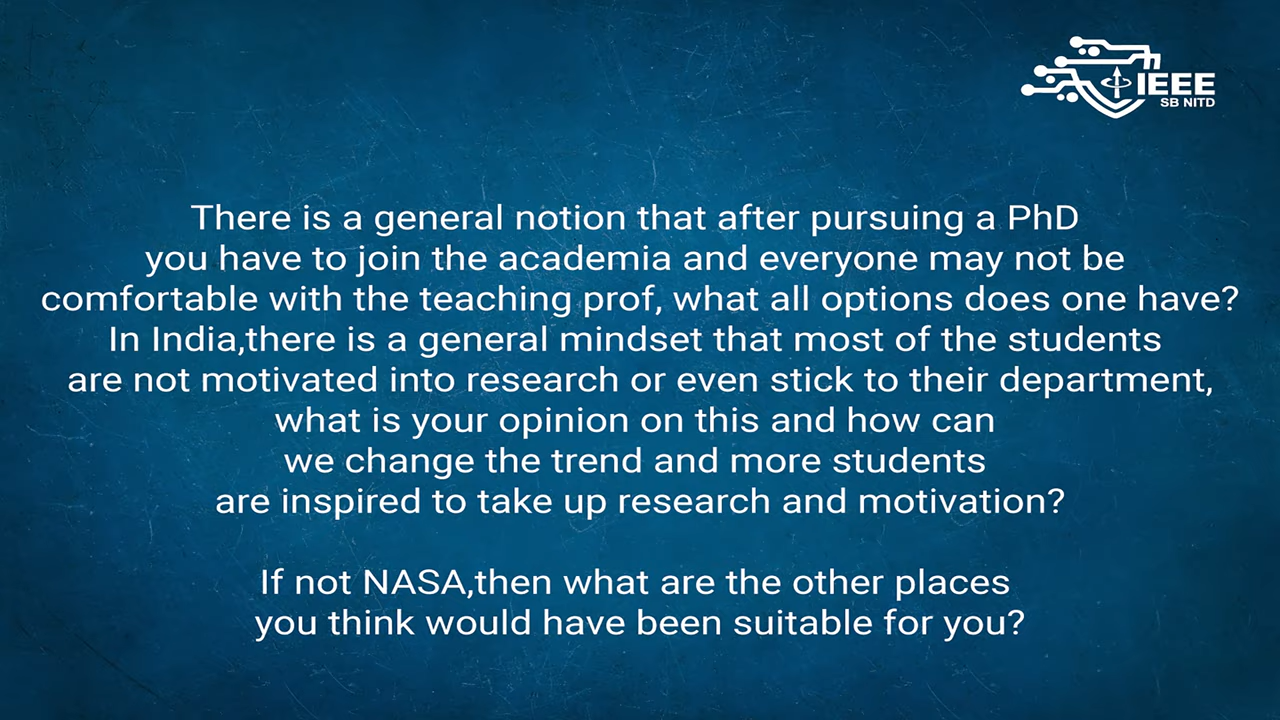 IEEE
SB NITD
There is a general notion that after pursuing a PhD
you have to join the academia and everyone may not be
comfortable with the teaching prof, what all options does one have?
In India,there is a general mindset that most of the students
are not motivated into research or even stick to their department,
what is your opinion on this and how can
we change the trend and more students
are inspired to take up research and motivation?
If not NASA,then what are the other places
you think would have been suitable for you?